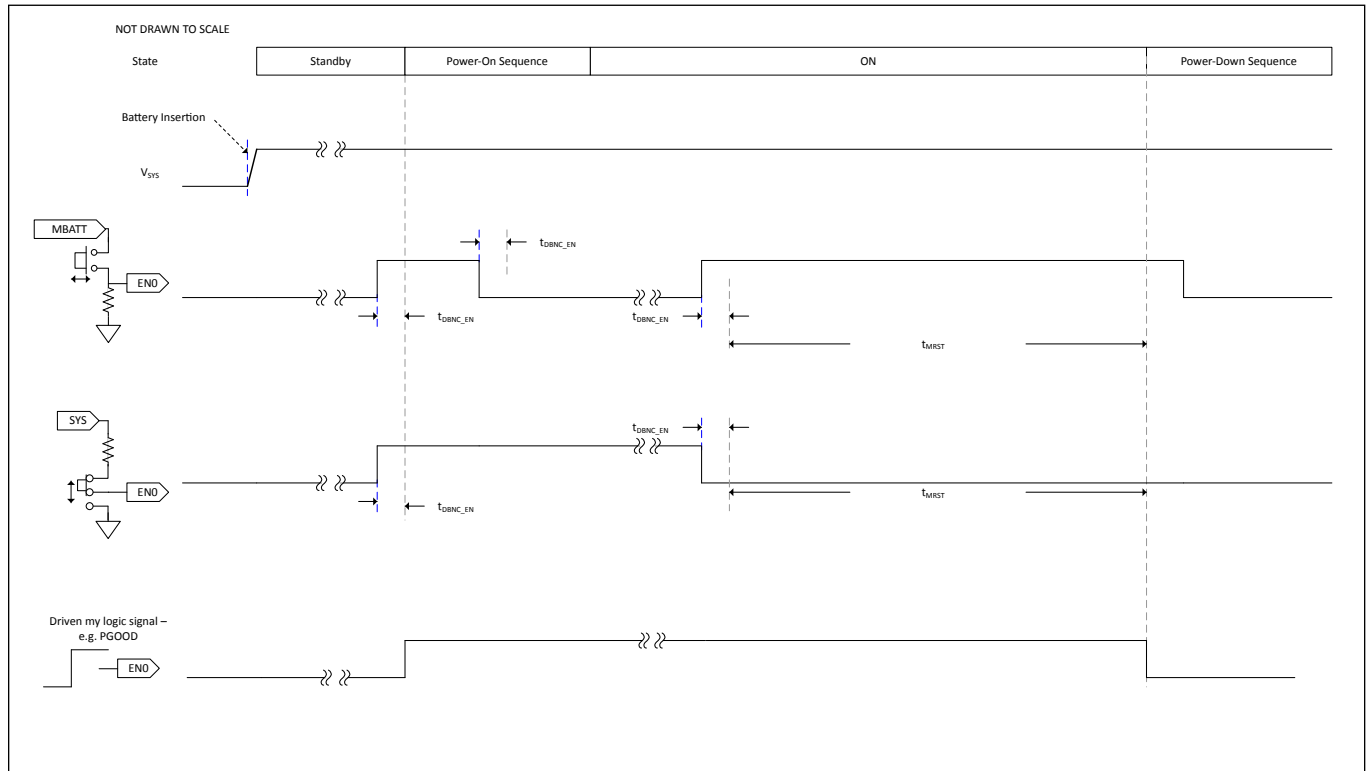 NOT DRAWN TO SCALE
State
Standby
Power-On Sequence
ON
Power-Down Sequence
Battery Insertion
VSYS
MBATT
tDBNC_EN
EN0
tDBNC_EN
tDBNC_EN
tMRST
SYS
tDBNC_EN
EN0
tMRST
tDBNC_EN
Driven my logic signal –
e.g. PGOOD
EN0